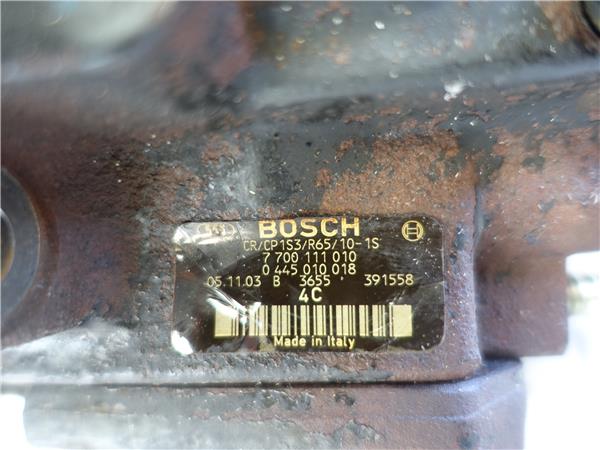 BOSCH
CR/CP1S3/R65/10-1S
7 700 111 010
0 445 010 018
05.11.03 B 3655 391558
4C
Made in Italy